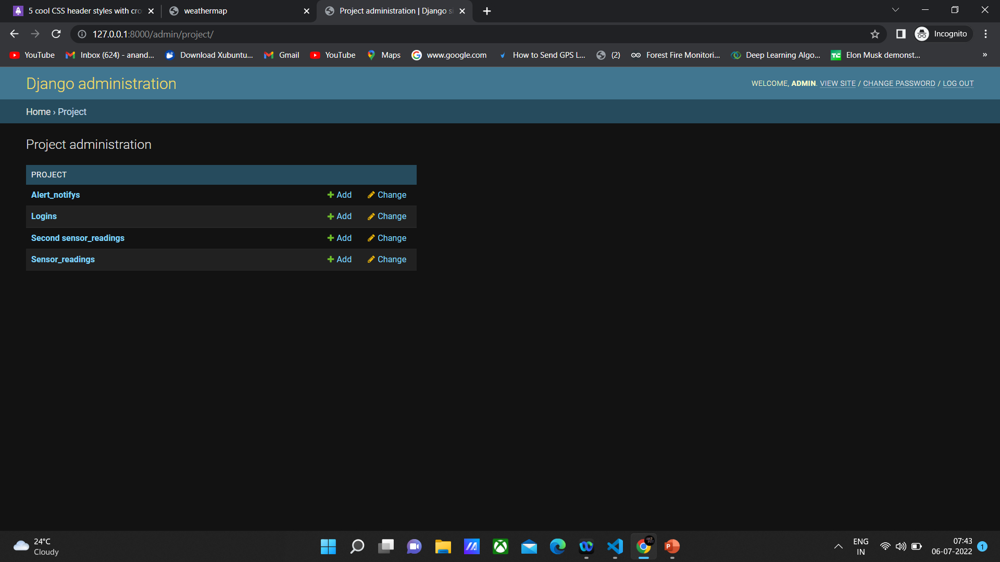 5 cool CSS header styles with cro
weathermap
Project administration | Django si
127.0.0.1:8000/admin/project/
Incognito
YouTube
Inbox (624) - anand...
Download Xubuntu...
Gmail
YouTube
Maps
www.google.com
How to Send GPS L...
(2)
Forest Fire Monitori...
Deep Learning Algo...
Elon Musk demonst...
»
Django administration
WELCOME, ADMIN. VIEW SITE / CHANGE PASSWORD / LOG OUT
Home › Project
Project administration
PROJECT
Alert_notifys Add Change
Logins Add Change
Second sensor_readings Add Change
Sensor_readings Add Change
24°C
Cloudy
ENG
IN
07:43
06-07-2022
1